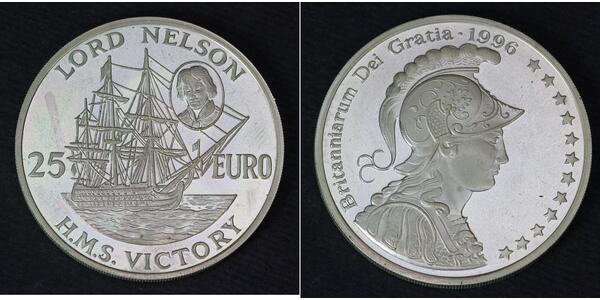 LORD NELSON
25 EURO
H.M.S. VICTORY
Britanniarum Dei Gratia · 1996